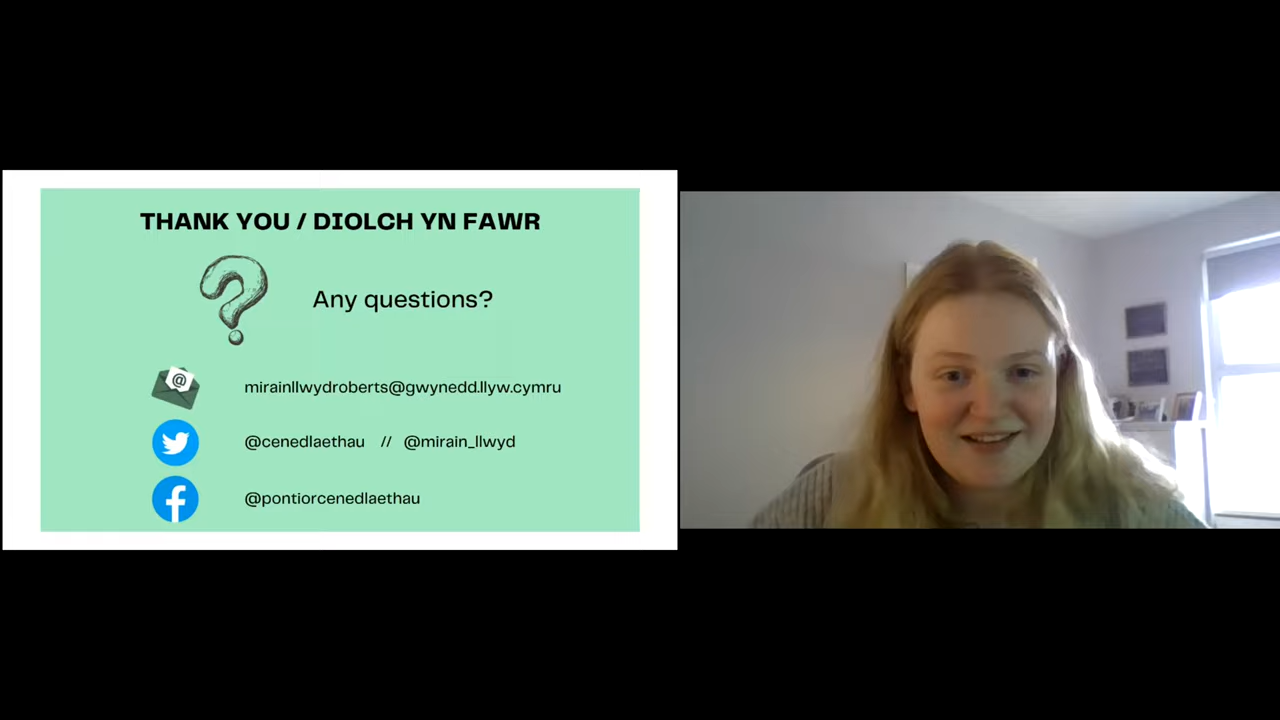 THANK YOU / DIOLCH YN FAWR
Any questions?
mirainllwydroberts@gwynedd.llyw.cymru
@cenedlaethau // @mirain_llwyd
@pontiorcenedlaethau